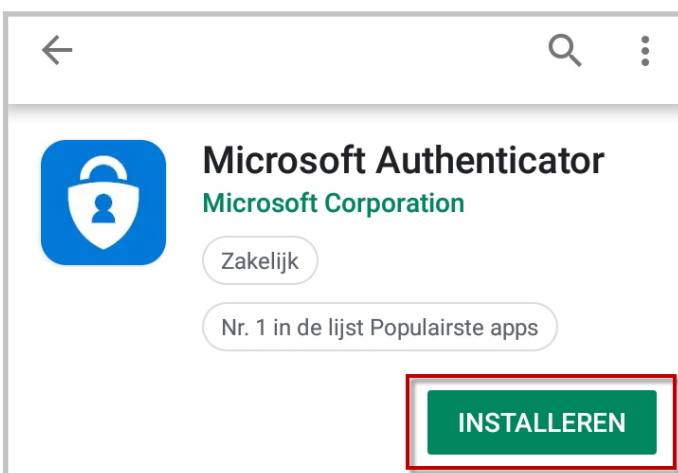 Microsoft Authenticator
Microsoft Corporation
Zakelijk
Nr. 1 in de lijst Populairste apps
INSTALLEREN